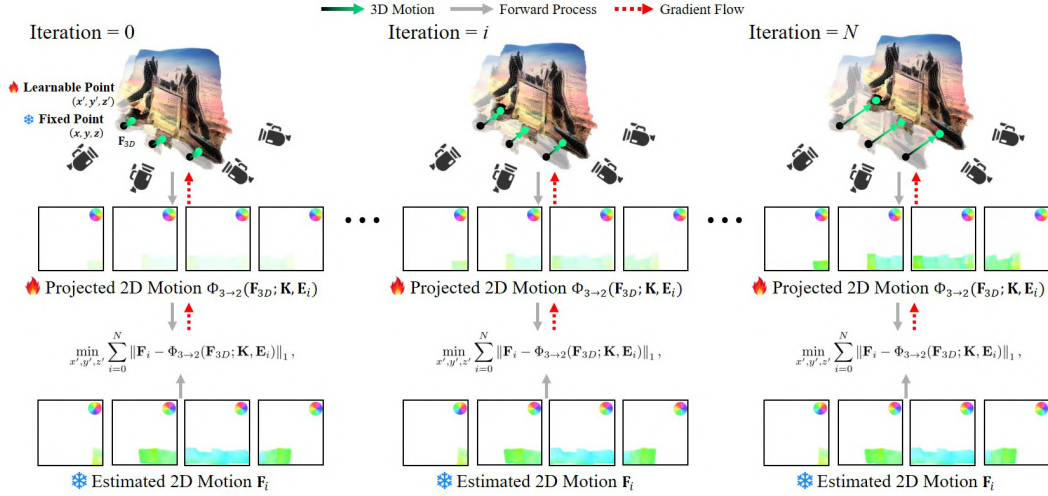 3D Motion Forward Process Gradient Flow
Iteration = 0
Iteration = i
Iteration = N
Learnable Point
(x′, y′, z′)
Fixed Point
(x, y, z)
F3D
• • •
• • •
Projected 2D Motion Φ3→2(F3D; K, Ei)
Projected 2D Motion Φ3→2(F3D; K, Ei)
Projected 2D Motion Φ3→2(F3D; K, Ei)
min x′,y′,z′ ∑ i=0 N ‖Fi − Φ3→2(F3D; K, Ei)‖1 ,
min x′,y′,z′ ∑ i=0 N ‖Fi − Φ3→2(F3D; K, Ei)‖1 ,
min x′,y′,z′ ∑ i=0 N ‖Fi − Φ3→2(F3D; K, Ei)‖1 ,
Estimated 2D Motion Fi
Estimated 2D Motion Fi
Estimated 2D Motion Fi